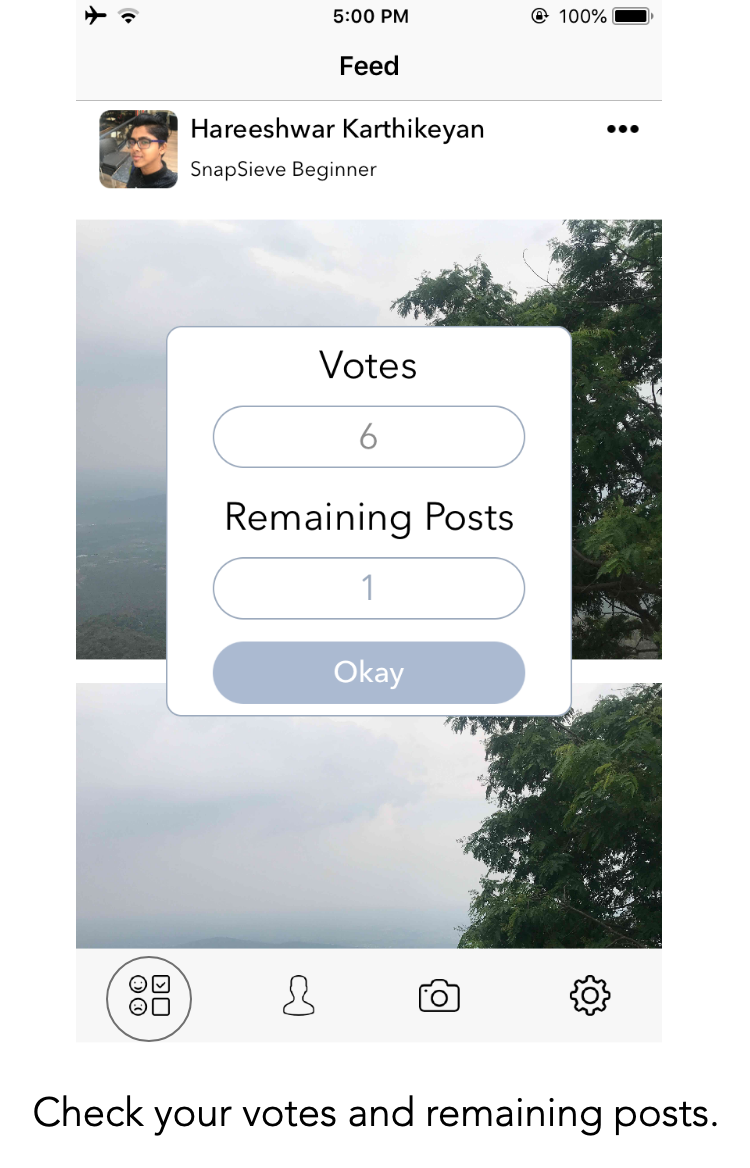 5:00 PM
100%
Feed
Hareeshwar Karthikeyan
SnapSieve Beginner
Votes
6
Remaining Posts
1
Okay
Check your votes and remaining posts.